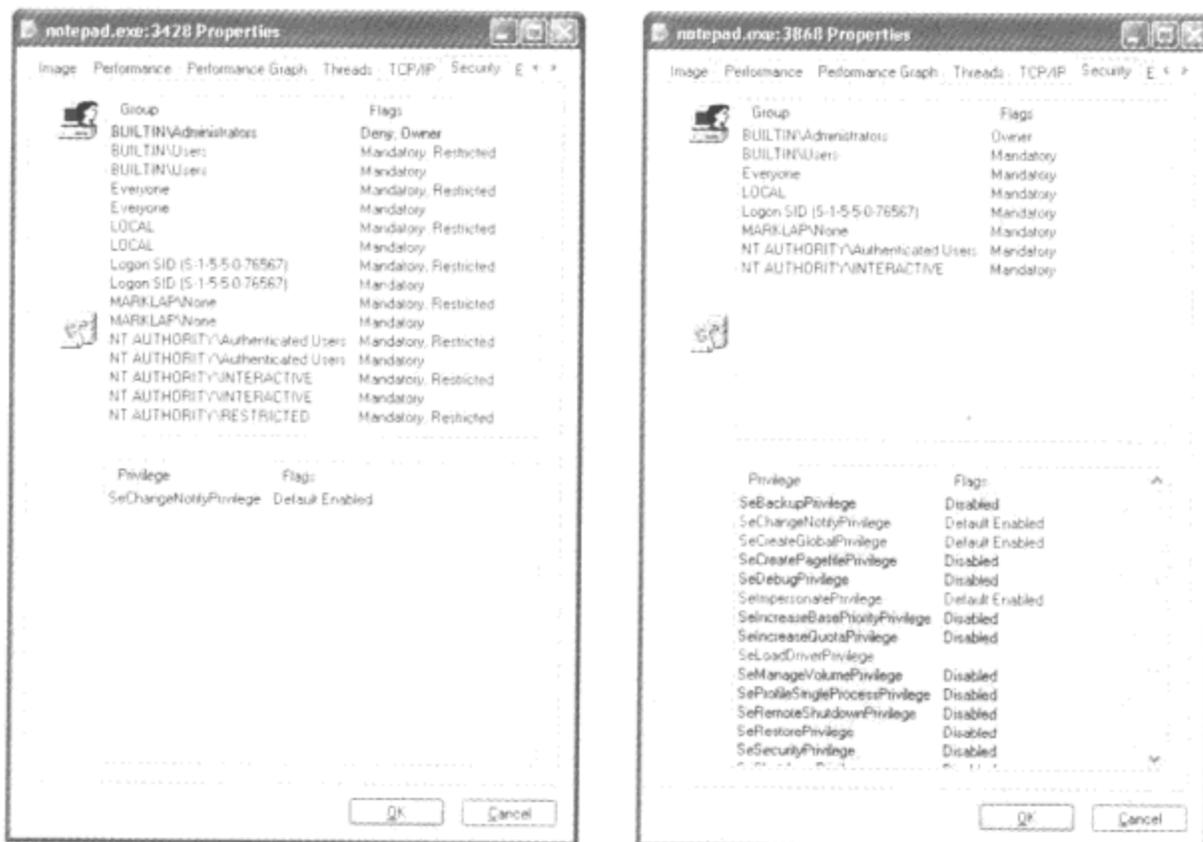 notepad.exe:3428 Properties
Image Performance Performance Graph Threads TCP/IP Security E
Group Flags
BUILTIN\Administrators Deny, Owner
BUILTIN\Users Mandatory, Restricted
BUILTIN\Users Mandatory
Everyone Mandatory, Restricted
Everyone Mandatory
LOCAL Mandatory, Restricted
LOCAL Mandatory
Logon SID (S-1-5-5-0-76567) Mandatory, Restricted
Logon SID (S-1-5-5-0-76567) Mandatory
MARKLAP\None Mandatory, Restricted
MARKLAP\None Mandatory
NT AUTHORITY\Authenticated Users Mandatory, Restricted
NT AUTHORITY\Authenticated Users Mandatory
NT AUTHORITY\INTERACTIVE Mandatory, Restricted
NT AUTHORITY\INTERACTIVE Mandatory
NT AUTHORITY\RESTRICTED Mandatory, Restricted
Privilege Flags
SeChangeNotifyPrivilege Default Enabled
OK Cancel
notepad.exe:3868 Properties
Image Performance Performance Graph Threads TCP/IP Security E
Group Flags
BUILTIN\Administrators Owner
BUILTIN\Users Mandatory
Everyone Mandatory
LOCAL Mandatory
Logon SID (S-1-5-5-0-76567) Mandatory
MARKLAP\None Mandatory
NT AUTHORITY\Authenticated Users Mandatory
NT AUTHORITY\INTERACTIVE Mandatory
Privilege Flags
SeBackupPrivilege Disabled
SeChangeNotifyPrivilege Default Enabled
SeCreateGlobalPrivilege Default Enabled
SeCreatePagefilePrivilege Disabled
SeDebugPrivilege Disabled
SeImpersonatePrivilege Default Enabled
SeIncreaseBasePriorityPrivilege Disabled
SeIncreaseQuotaPrivilege Disabled
SeLoadDriverPrivilege
SeManageVolumePrivilege Disabled
SeProfileSingleProcessPrivilege Disabled
SeRemoteShutdownPrivilege Disabled
SeRestorePrivilege Disabled
SeSecurityPrivilege Disabled
OK Cancel